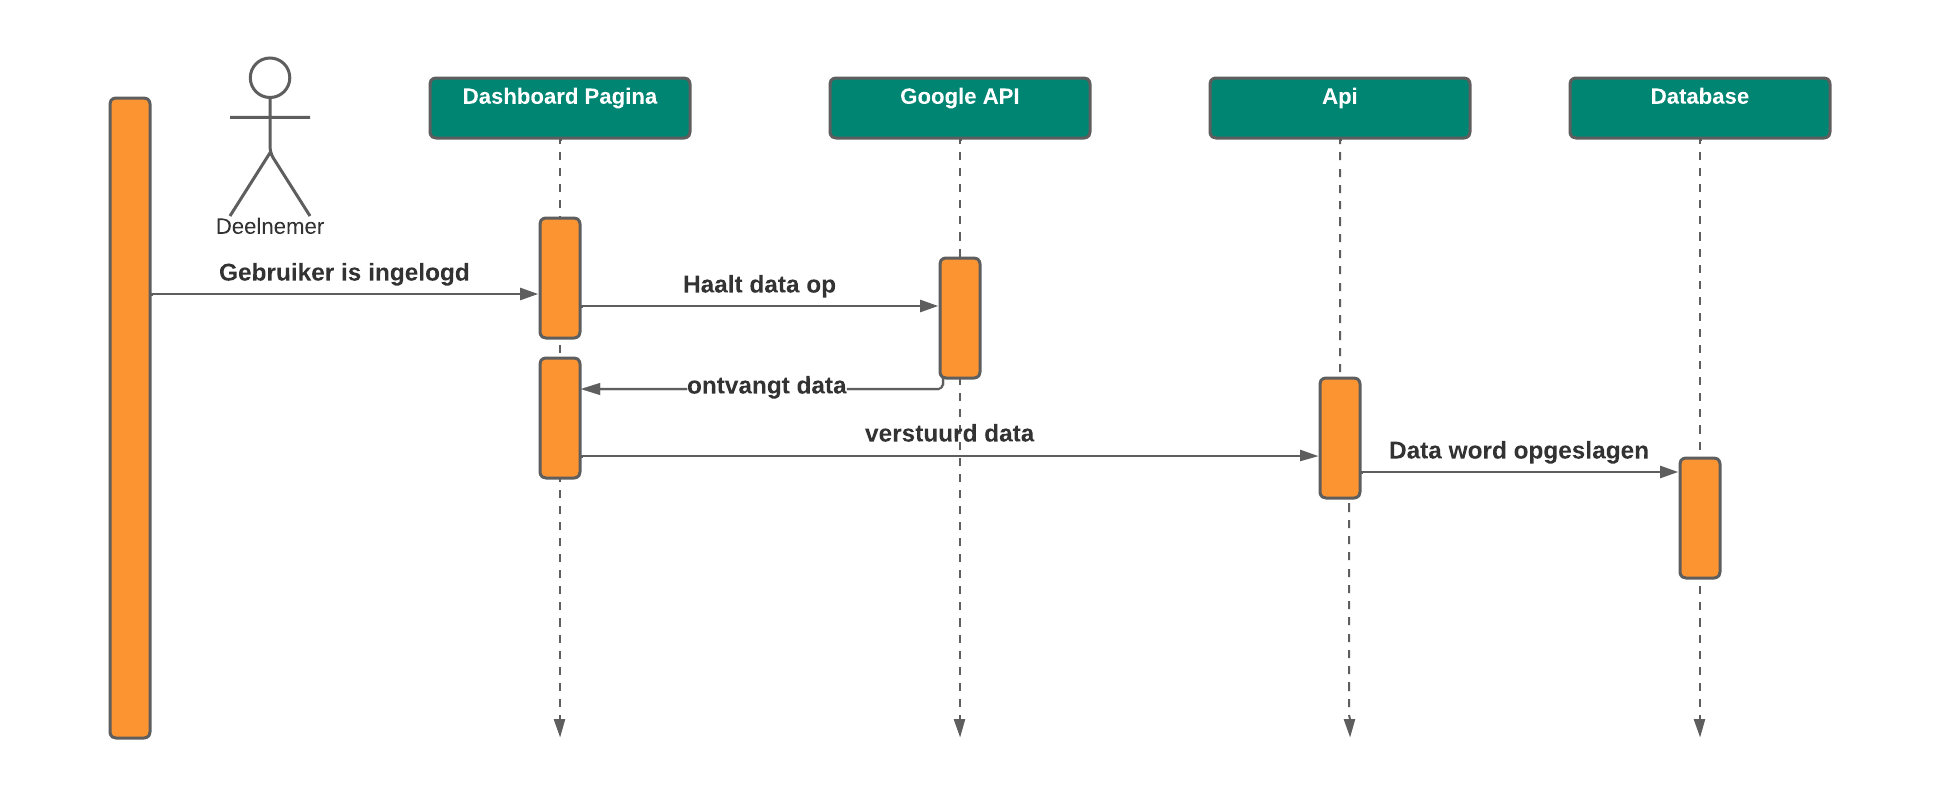 Dashboard Pagina
Google API
Api
Database
Deelnemer
Gebruiker is ingelogd
Haalt data op
ontvangt data
verstuurd data
Data word opgeslagen